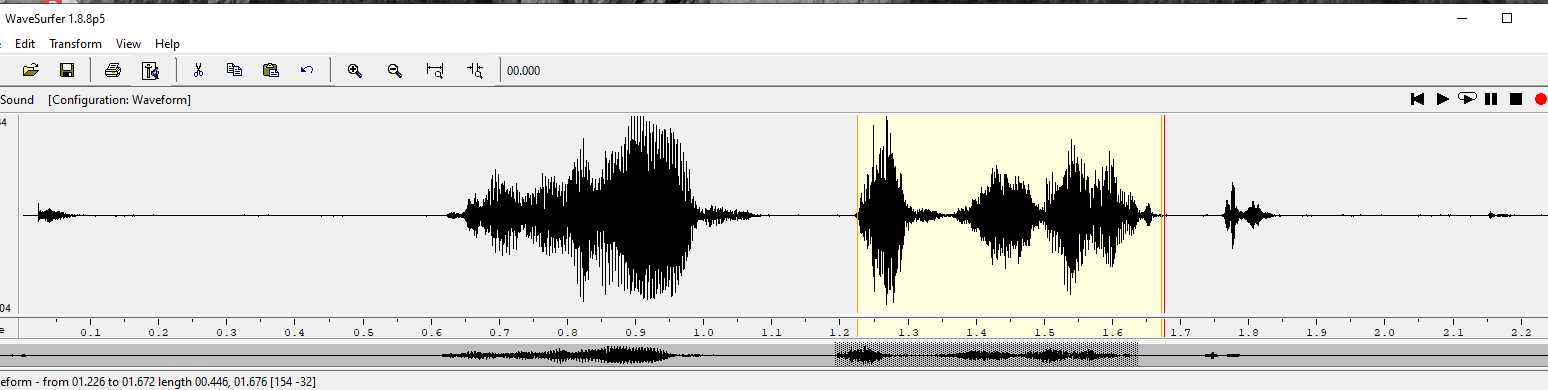 WaveSurfer 1.8.8p5
Edit Transform View Help
00.000
Sound [Configuration: Waveform]
04
0.1 0.2 0.3 0.4 0.5 0.6 0.7 0.8 0.9 1.0 1.1 1.2 1.3 1.4 1.5 1.6 1.7 1.8 1.9 2.0 2.1 2.2
eform - from 01.226 to 01.672 length 00.446, 01.676 [154 -32]